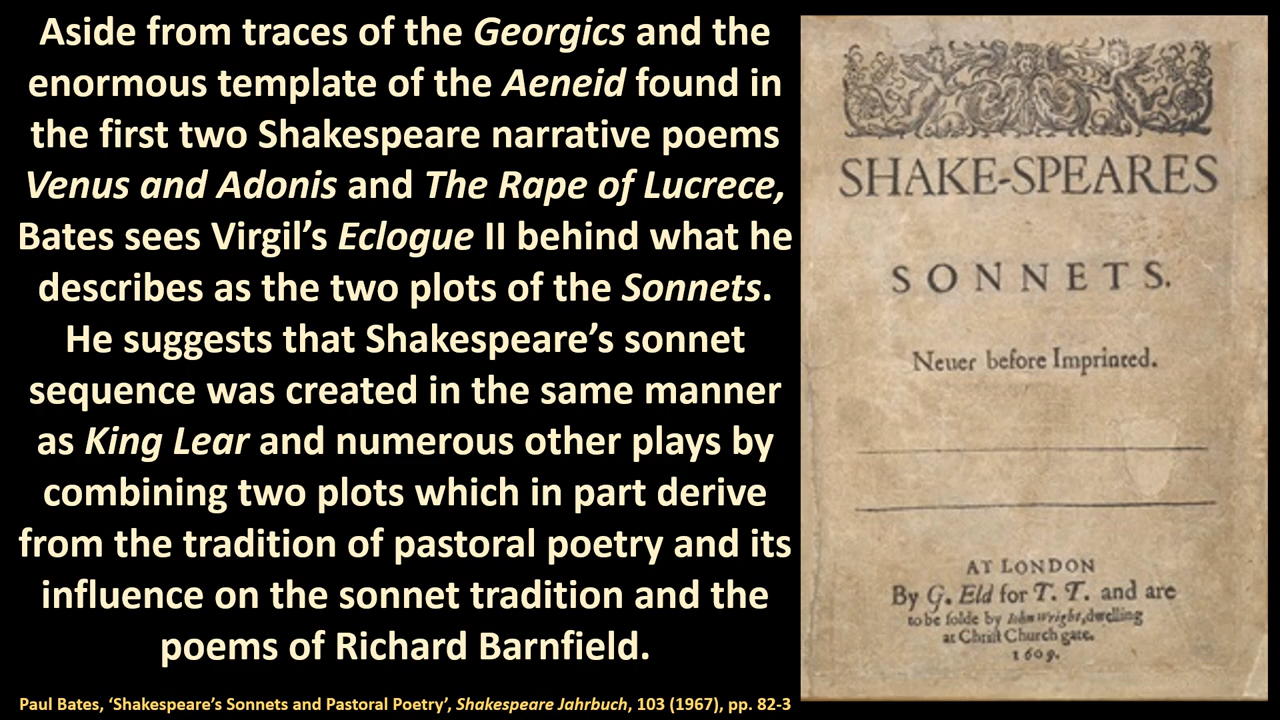 Aside from traces of the Georgics and the
enormous template of the Aeneid found in
the first two Shakespeare narrative poems
Venus and Adonis and The Rape of Lucrece,
Bates sees Virgil’s Eclogue II behind what he
describes as the two plots of the Sonnets.
He suggests that Shakespeare’s sonnet
sequence was created in the same manner
as King Lear and numerous other plays by
combining two plots which in part derive
from the tradition of pastoral poetry and its
influence on the sonnet tradition and the
poems of Richard Barnfield.
Paul Bates, ‘Shakespeare’s Sonnets and Pastoral Poetry’, Shakespeare Jahrbuch, 103 (1967), pp. 82-3
SHAKE-SPEARES
SONNETS.
Neuer before Imprinted.
AT LONDON
By G. Eld for T. T. and are
to be solde by Iohn Wright, dwelling
at Christ Church gate.
1609.